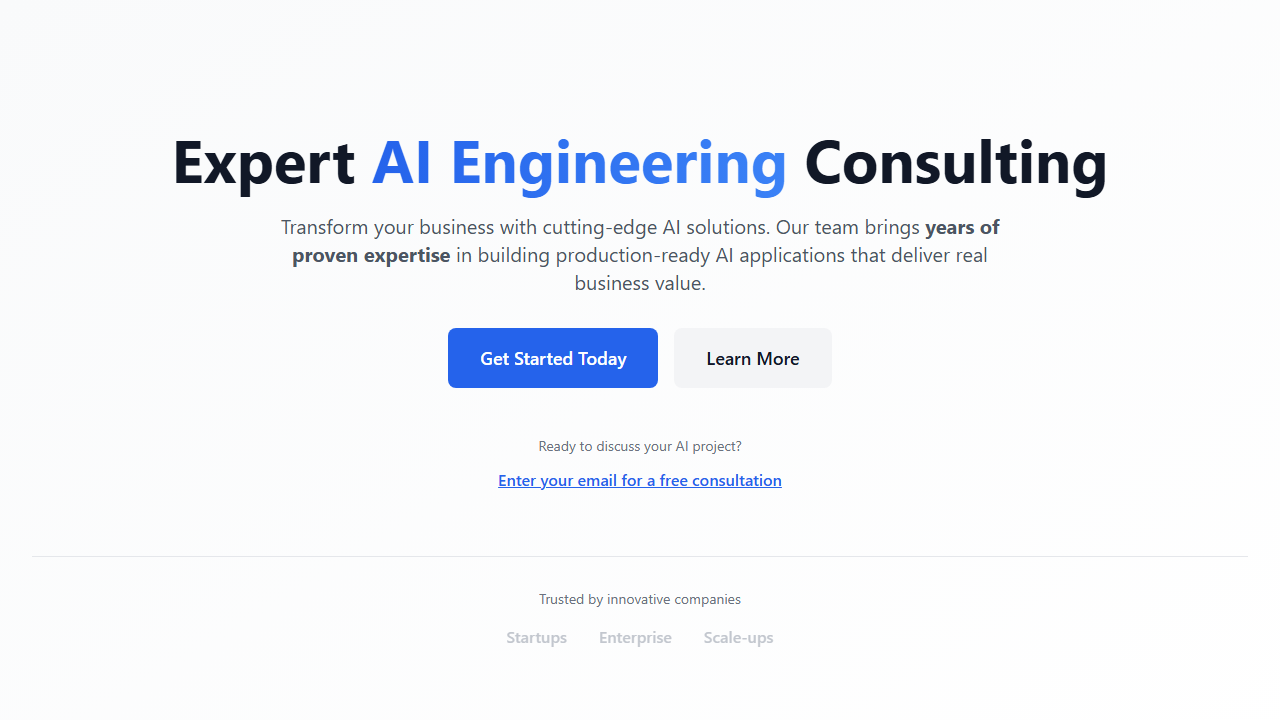 Expert AI Engineering Consulting
Transform your business with cutting-edge AI solutions. Our team brings years of
proven expertise in building production-ready AI applications that deliver real
business value.
Get Started Today
Learn More
Ready to discuss your AI project?
Enter your email for a free consultation
Trusted by innovative companies
Startups Enterprise Scale-ups